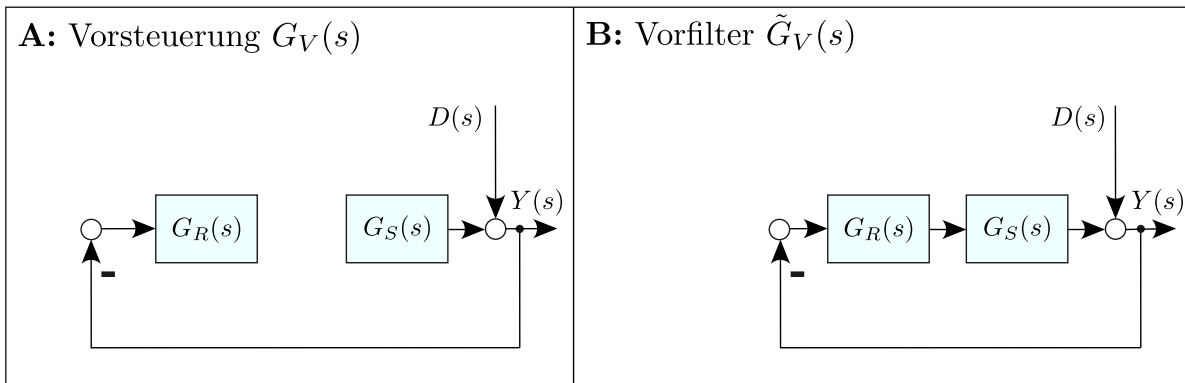 A: Vorsteuerung G_V(s)
D(s)
Y(s)
G_R(s)
G_S(s)
-
B: Vorfilter G̃_V(s)
D(s)
Y(s)
G_R(s)
G_S(s)
-